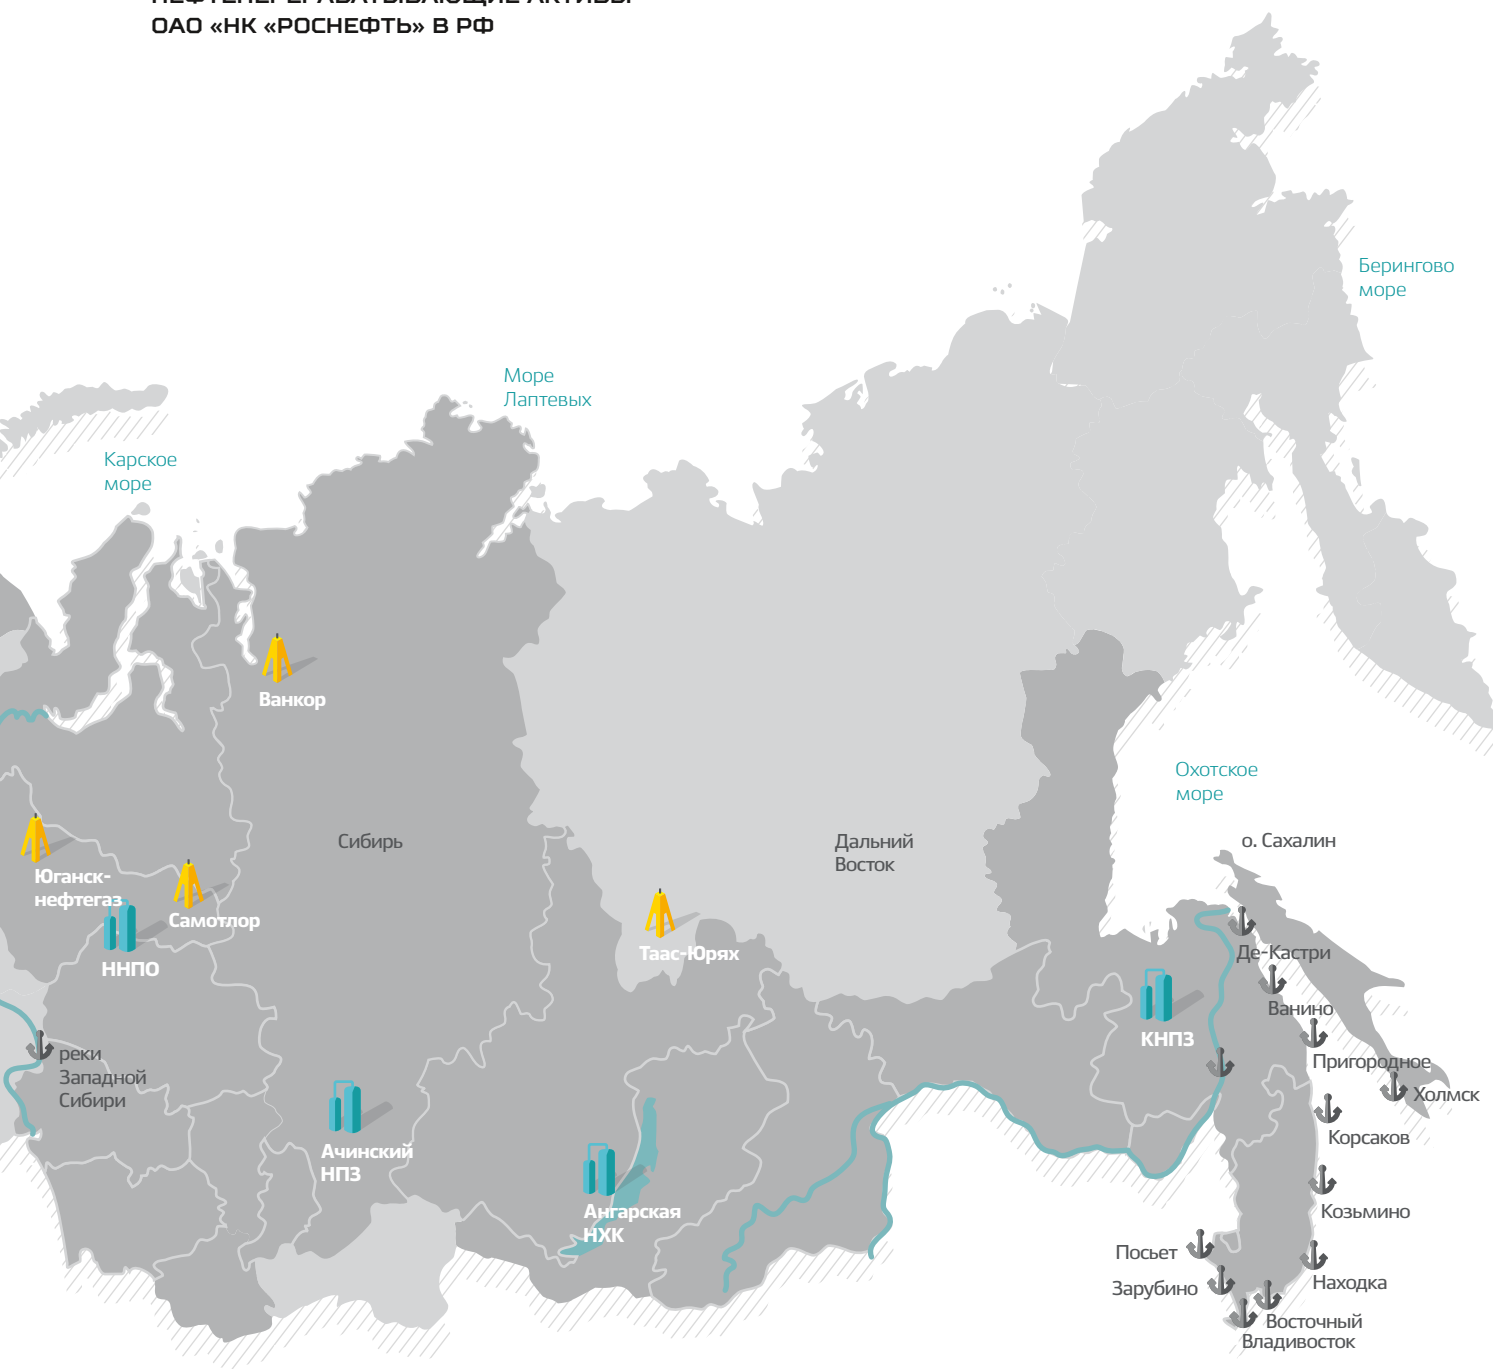 НЕФТЕПЕРЕРАБАТЫВАЮЩИЕ АКТИВЫ
ОАО «НК «РОСНЕФТЬ» В РФ
Берингово
море
Море
Лаптевых
Карское
море
Ванкор
Охотское
море
Сибирь
Дальний
Восток
о. Сахалин
Юганск-
нефтегаз
Самотлор
ННПО
Таас-Юрях
Де-Кастри
Ванино
КНПЗ
Пригородное
реки
Западной
Сибири
Холмск
Корсаков
Ачинский
НПЗ
Ангарская
НХК
Козьмино
Посьет
Зарубино
Находка
Восточный
Владивосток